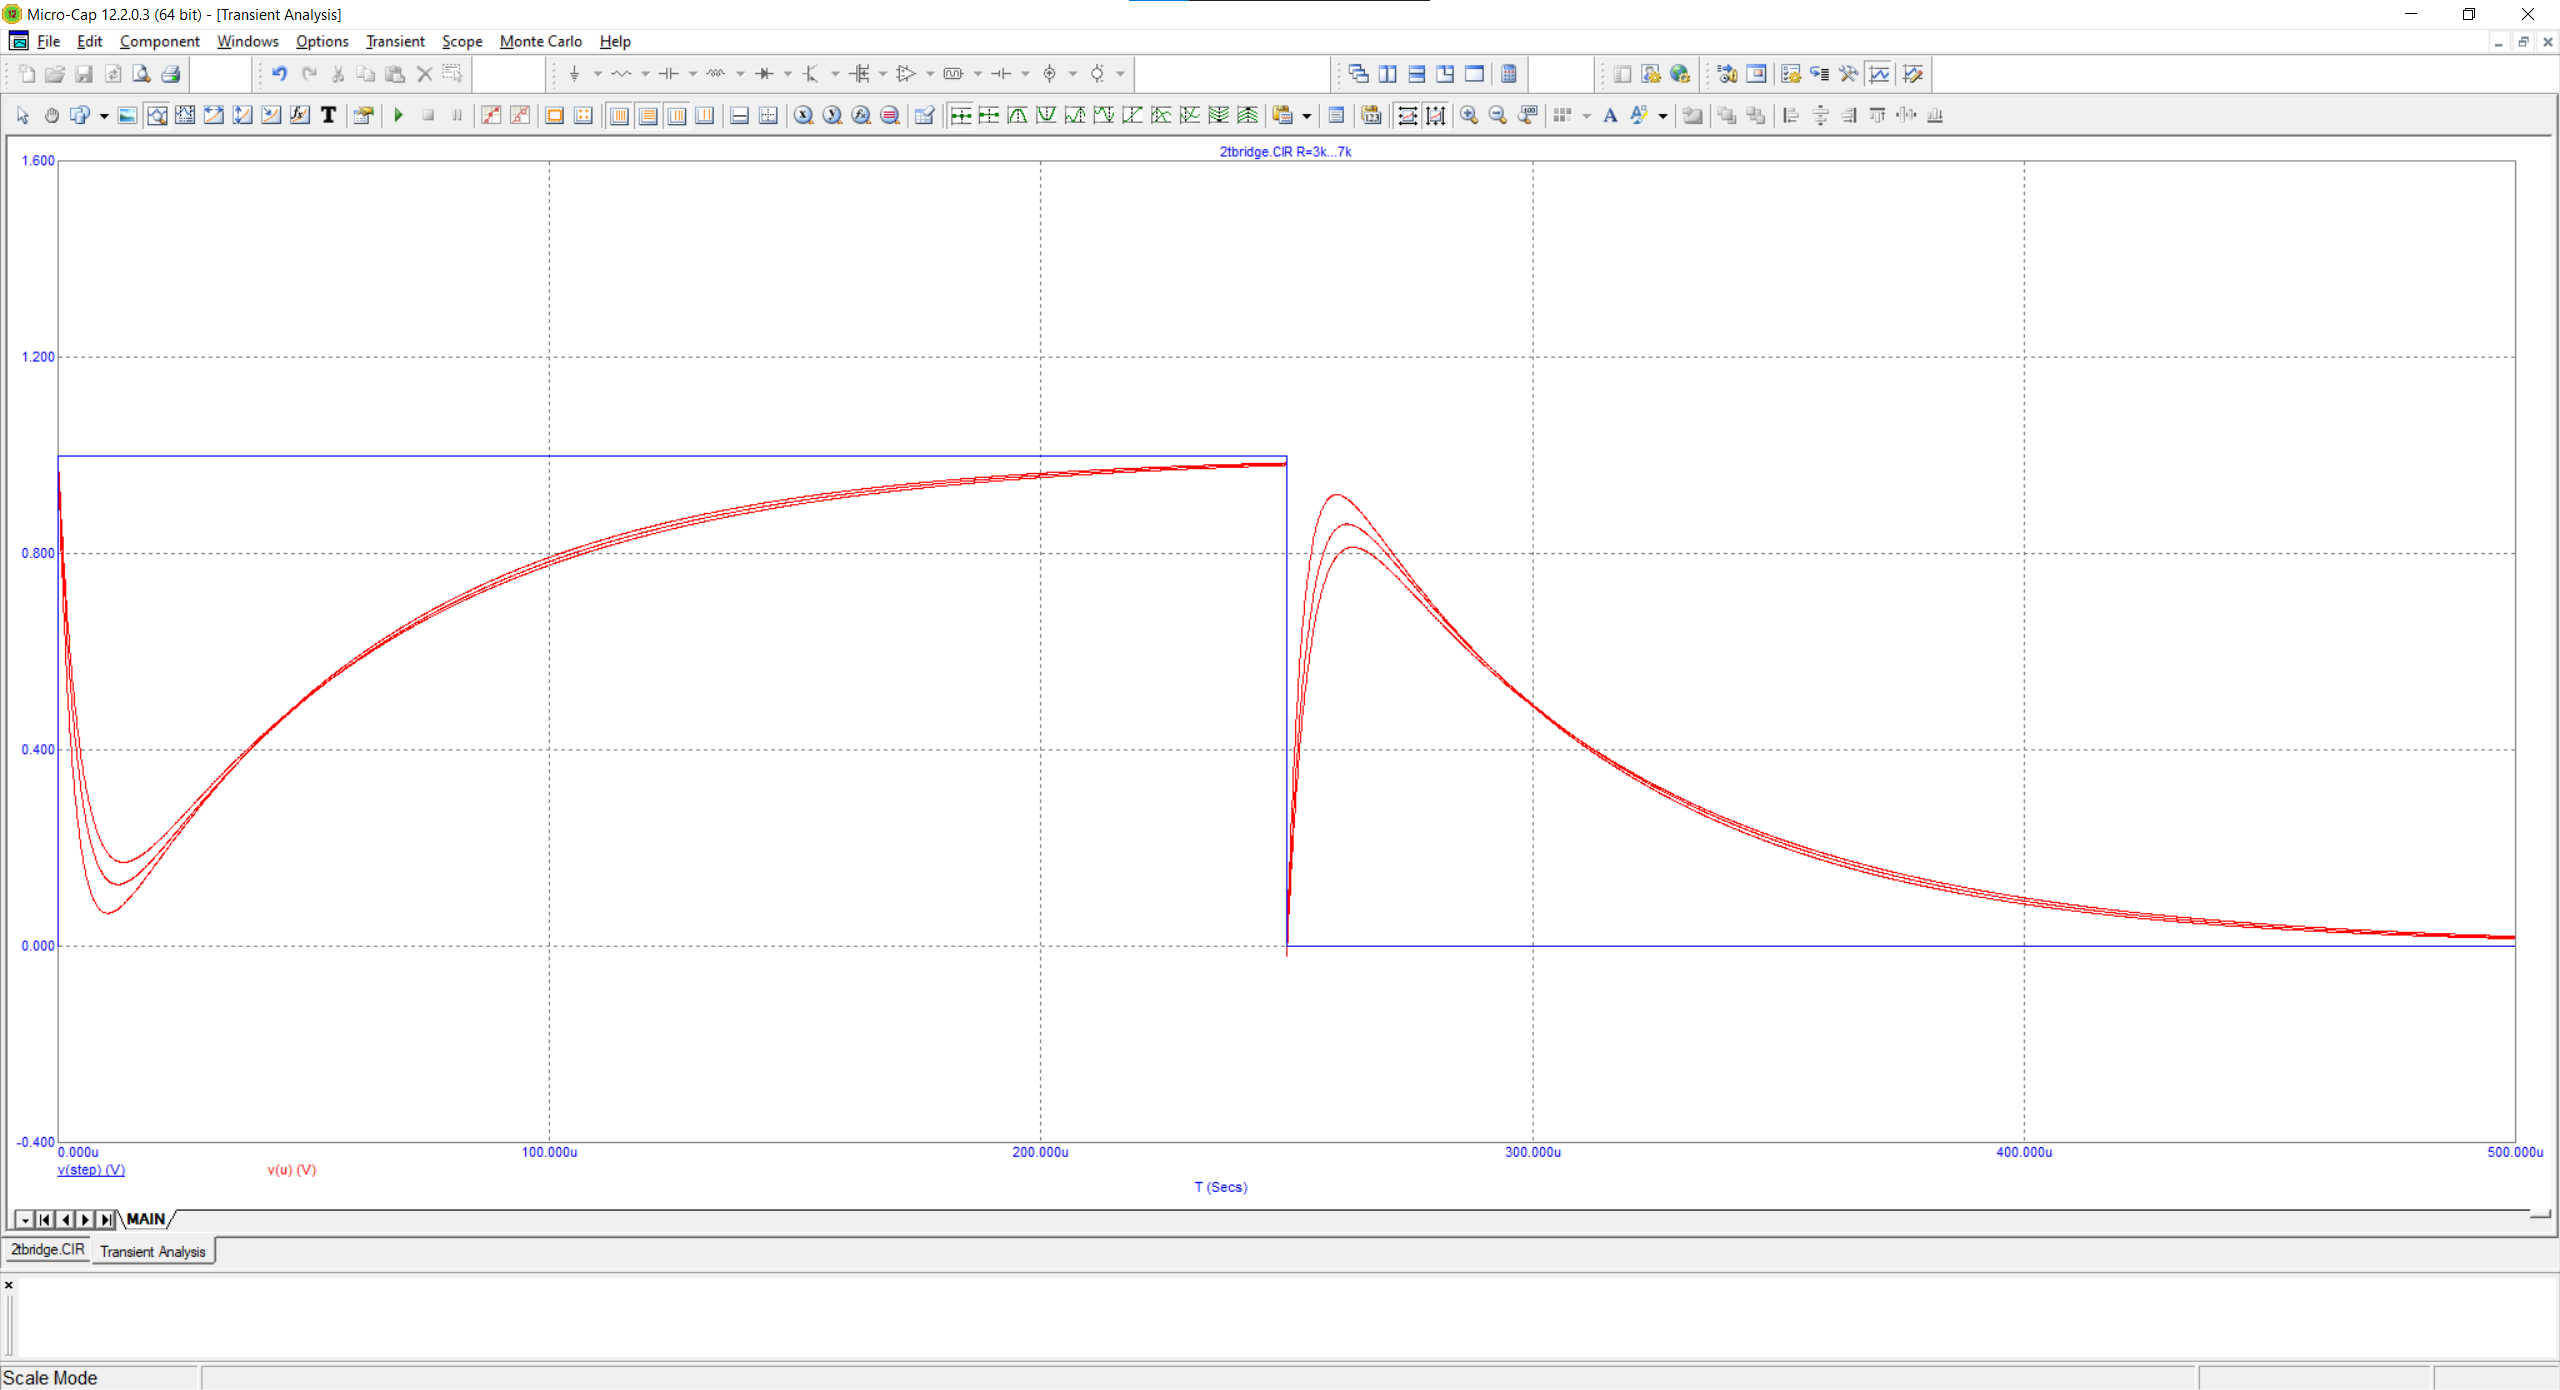 Micro-Cap 12.2.0.3 (64 bit) - [Transient Analysis]
File Edit Component Windows Options Transient Scope Monte Carlo Help
2tbridge.CIR R=3k...7k
1.600
1.200
0.800
0.400
0.000
-0.400
0.000u 100.000u 200.000u 300.000u 400.000u 500.000u
v(step) (V) v(u) (V)
T (Secs)
MAIN
2tbridge.CIR Transient Analysis
Scale Mode